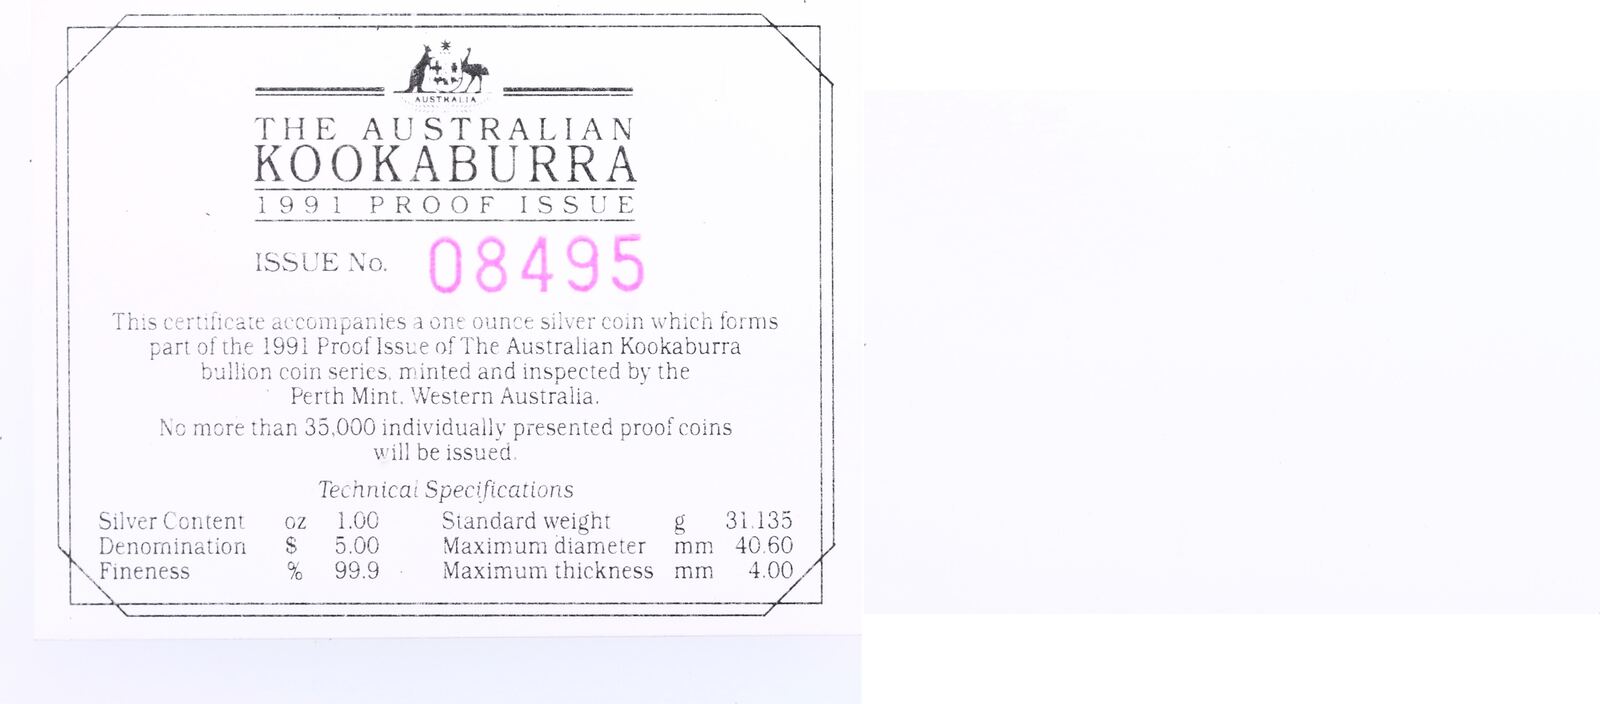 AUSTRALIA
THE AUSTRALIAN
KOOKABURRA
1991 PROOF ISSUE
ISSUE No. 08495
This certificate accompanies a one ounce silver coin which forms
part of the 1991 Proof Issue of The Australian Kookaburra
bullion coin series, minted and inspected by the
Perth Mint, Western Australia.
No more than 35,000 individually presented proof coins
will be issued.
Technical Specifications
Silver Content oz 1.00 Standard weight g 31.135
Denomination $ 5.00 Maximum diameter mm 40.60
Fineness % 99.9 Maximum thickness mm 4.00